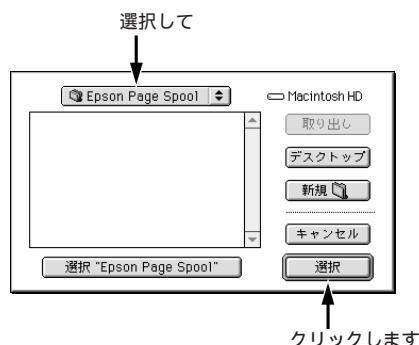 選択して
Epson Page Spool
Macintosh HD
取り出し
デスクトップ
新規
キャンセル
選択 "Epson Page Spool"
選択
クリックします